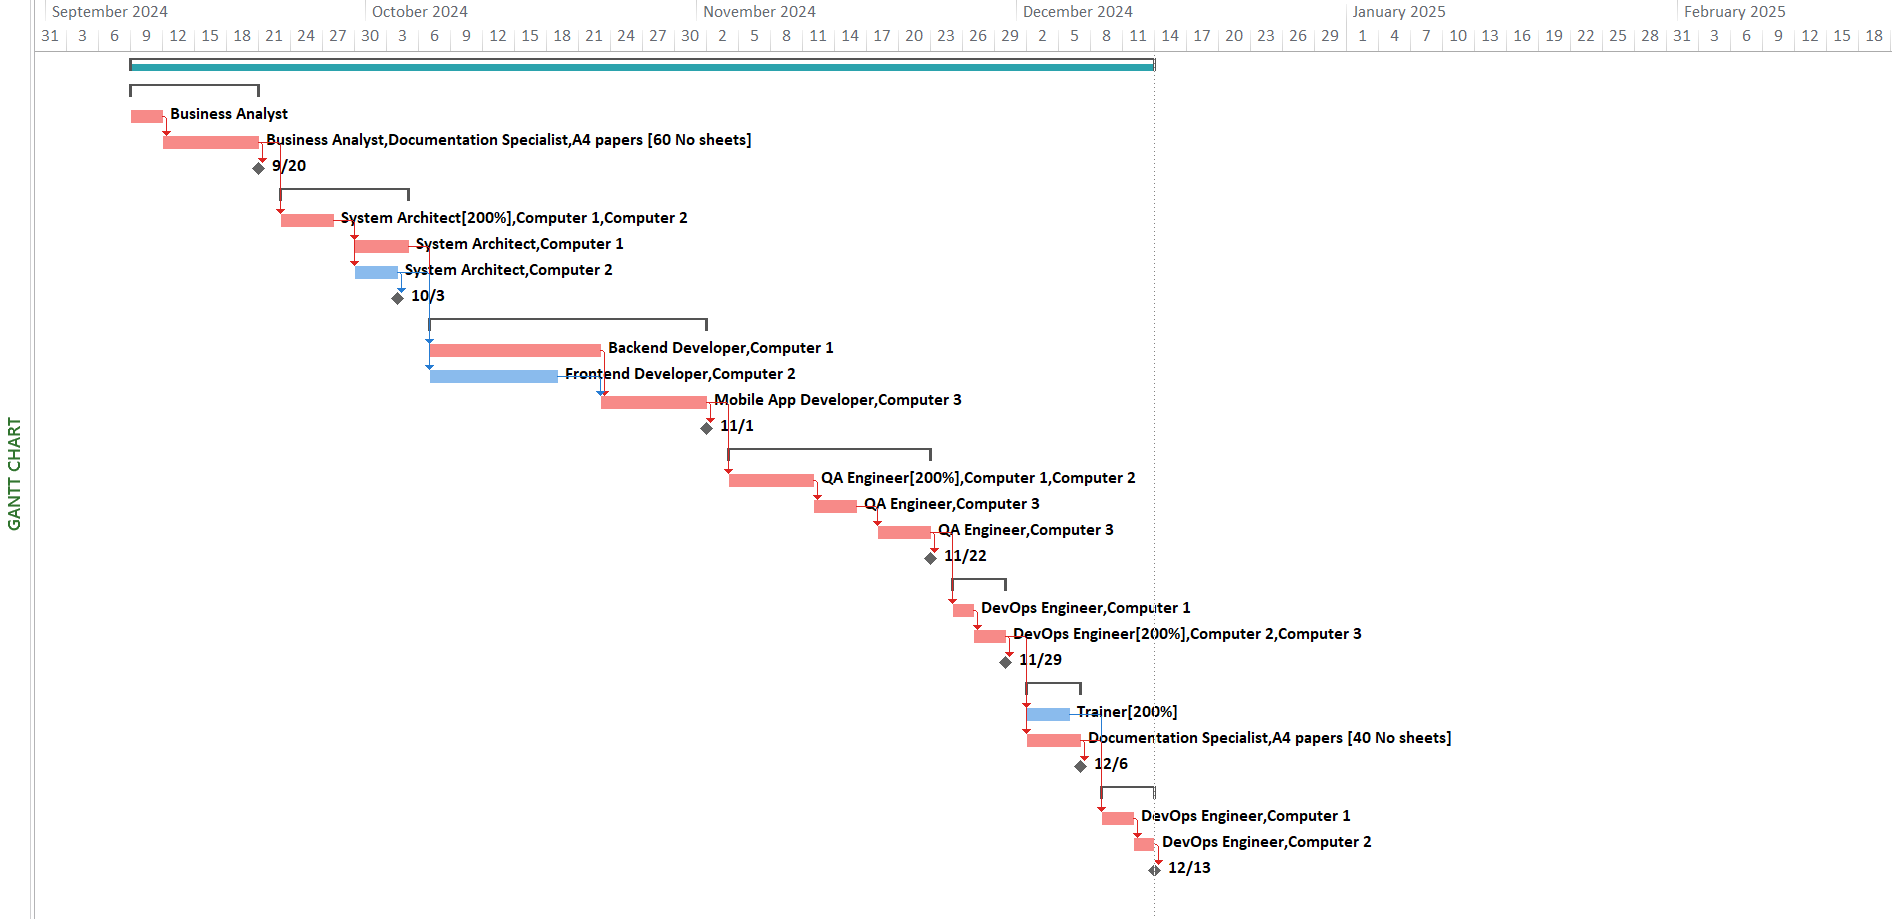 September 2024 October 2024 November 2024 December 2024 January 2025 February 2025
31 3 6 9 12 15 18 21 24 27 30 3 6 9 12 15 18 21 24 27 30 2 5 8 11 14 17 20 23 26 29 2 5 8 11 14 17 20 23 26 29 1 4 7 10 13 16 19 22 25 28 31 3 6 9 12 15 18
Business Analyst
Business Analyst,Documentation Specialist,A4 papers [60 No sheets]
9/20
System Architect[200%],Computer 1,Computer 2
System Architect,Computer 1
System Architect,Computer 2
10/3
Backend Developer,Computer 1
Frontend Developer,Computer 2
Mobile App Developer,Computer 3
11/1
GANTT CHART
QA Engineer[200%],Computer 1,Computer 2
QA Engineer,Computer 3
QA Engineer,Computer 3
11/22
DevOps Engineer,Computer 1
DevOps Engineer[200%],Computer 2,Computer 3
11/29
Trainer[200%]
Documentation Specialist,A4 papers [40 No sheets]
12/6
DevOps Engineer,Computer 1
DevOps Engineer,Computer 2
12/13